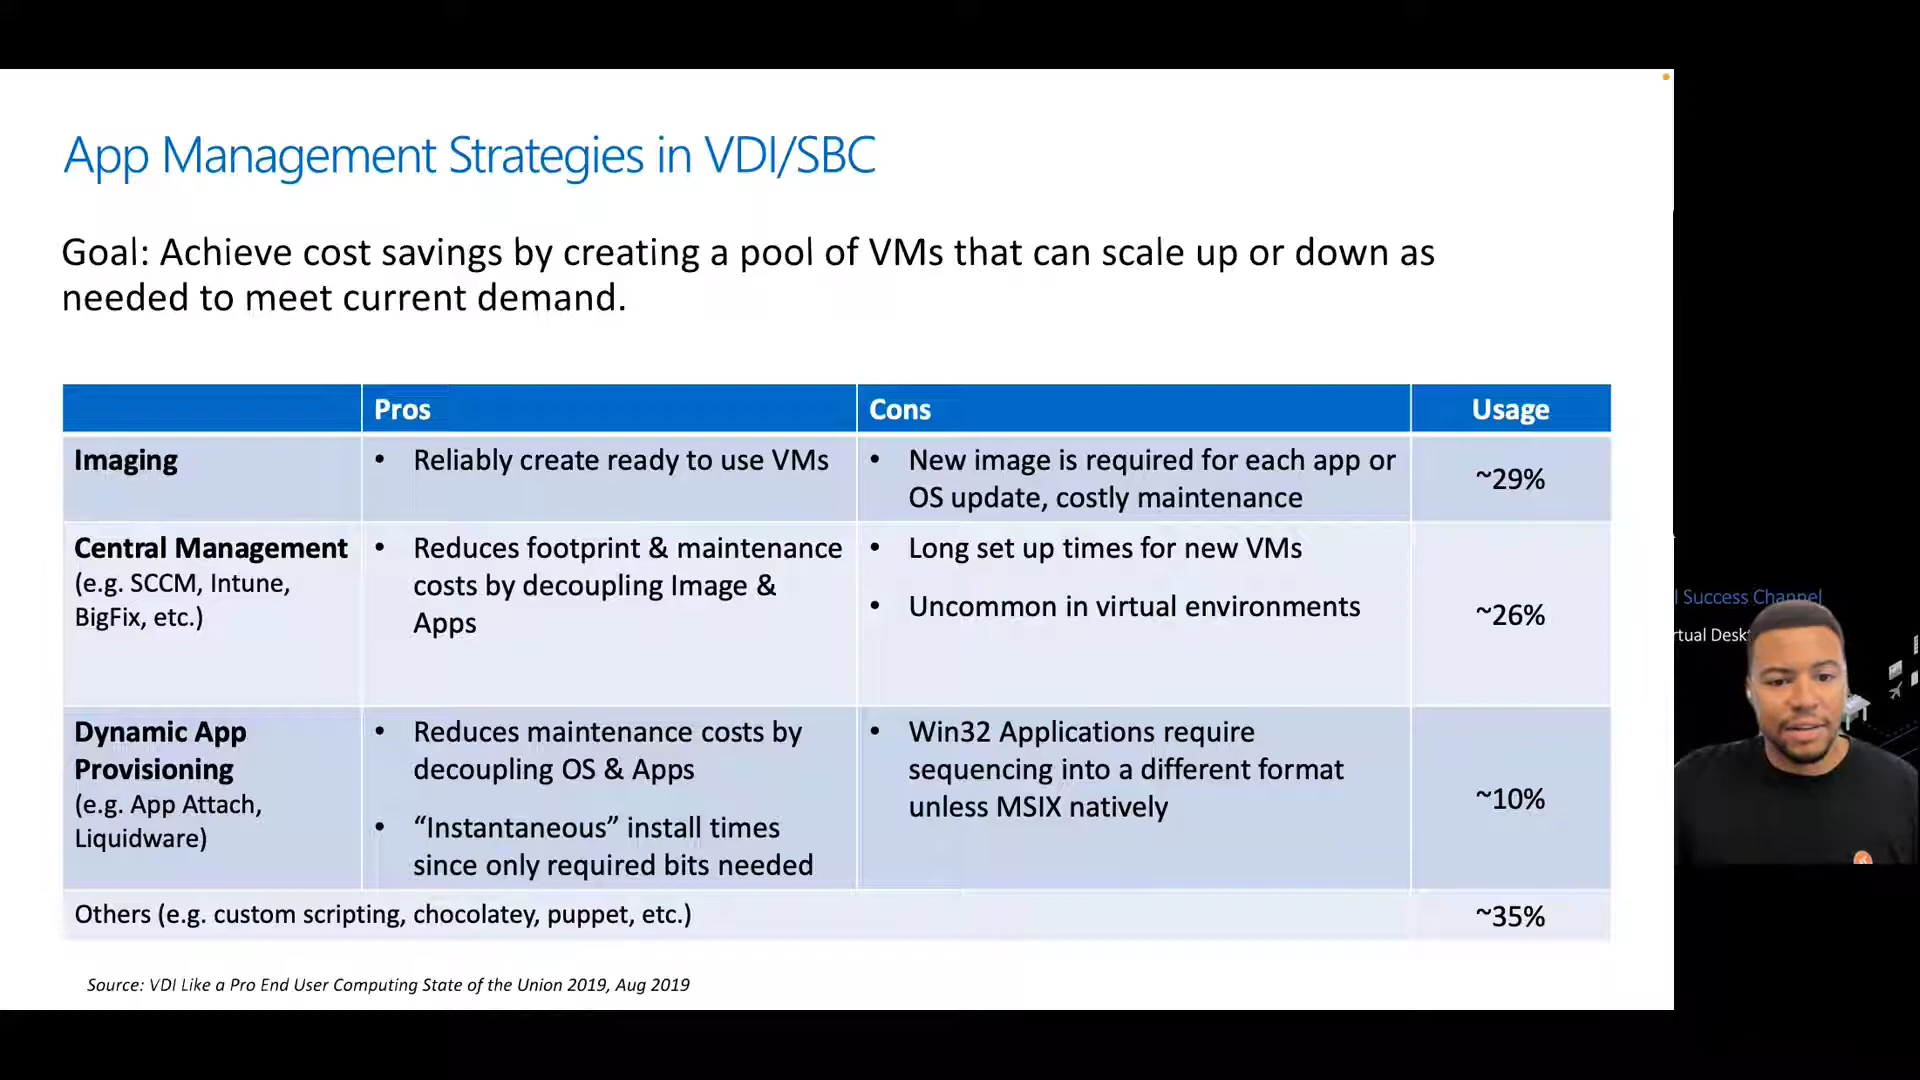 App Management Strategies in VDI/SBC
Goal: Achieve cost savings by creating a pool of VMs that can scale up or down as
needed to meet current demand.
Pros
Cons
Usage
Imaging
• Reliably create ready to use VMs
• New image is required for each app or
OS update, costly maintenance
~29%
Central Management
(e.g. SCCM, Intune,
BigFix, etc.)
• Reduces footprint & maintenance
costs by decoupling Image &
Apps
• Long set up times for new VMs
• Uncommon in virtual environments
~26%
Dynamic App
Provisioning
(e.g. App Attach,
Liquidware)
• Reduces maintenance costs by
decoupling OS & Apps
• “Instantaneous” install times
since only required bits needed
• Win32 Applications require
sequencing into a different format
unless MSIX natively
~10%
Others (e.g. custom scripting, chocolatey, puppet, etc.)
~35%
Source: VDI Like a Pro End User Computing State of the Union 2019, Aug 2019
Success Channel